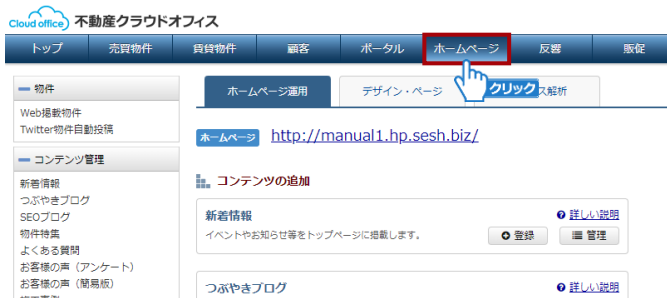 Cloud office 不動産クラウドオフィス
トップ 売買物件 賃貸物件 顧客 ポータル ホームページ 反響 販促
物件
Web掲載物件
Twitter物件自動投稿
コンテンツ管理
新着情報
つぶやきブログ
SEOブログ
物件特集
よくある質問
お客様の声（アンケート）
お客様の声（簡易版）
ホームページ運用 デザイン・ページ クリック ス解析
ホームページ http://manual1.hp.sesh.biz/
コンテンツの追加
新着情報 詳しい説明
イベントやお知らせ等をトップページに掲載します。 登録 管理
つぶやきブログ 詳しい説明